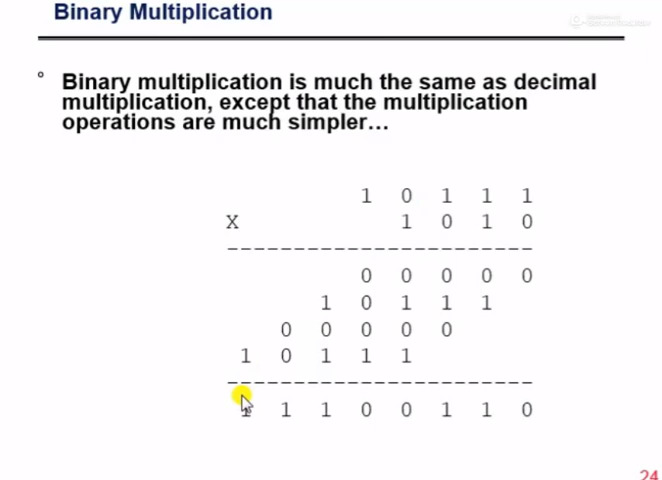 Binary Multiplication
° Binary multiplication is much the same as decimal
multiplication, except that the multiplication
operations are much simpler…
1 0 1 1 1
X 1 0 1 0
-----------------------
0 0 0 0 0
1 0 1 1 1
0 0 0 0 0
1 0 1 1 1
-----------------------
1 1 1 0 0 1 1 0
24